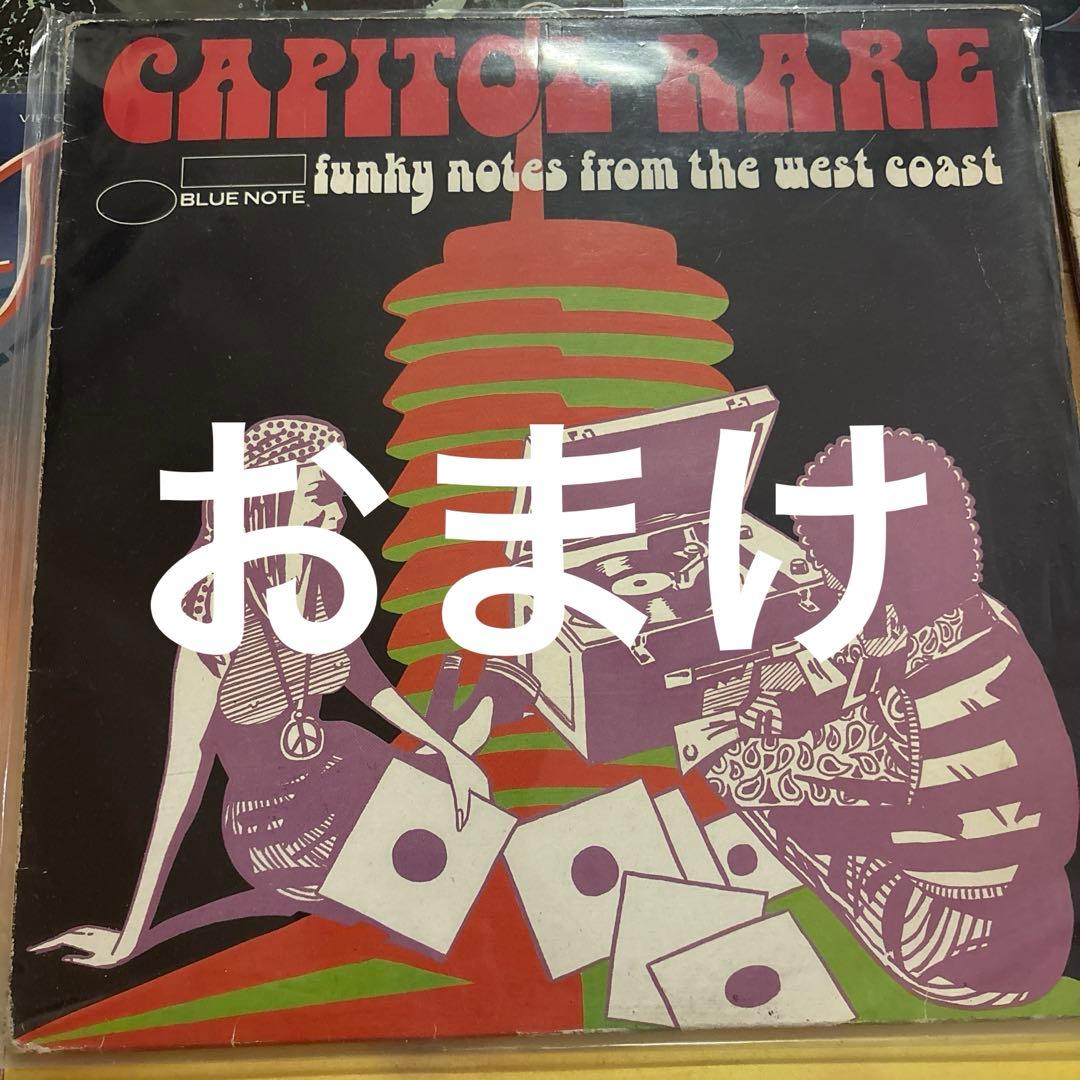 CAPITOL RARE
funky notes from the west coast
BLUE NOTE
おまけ